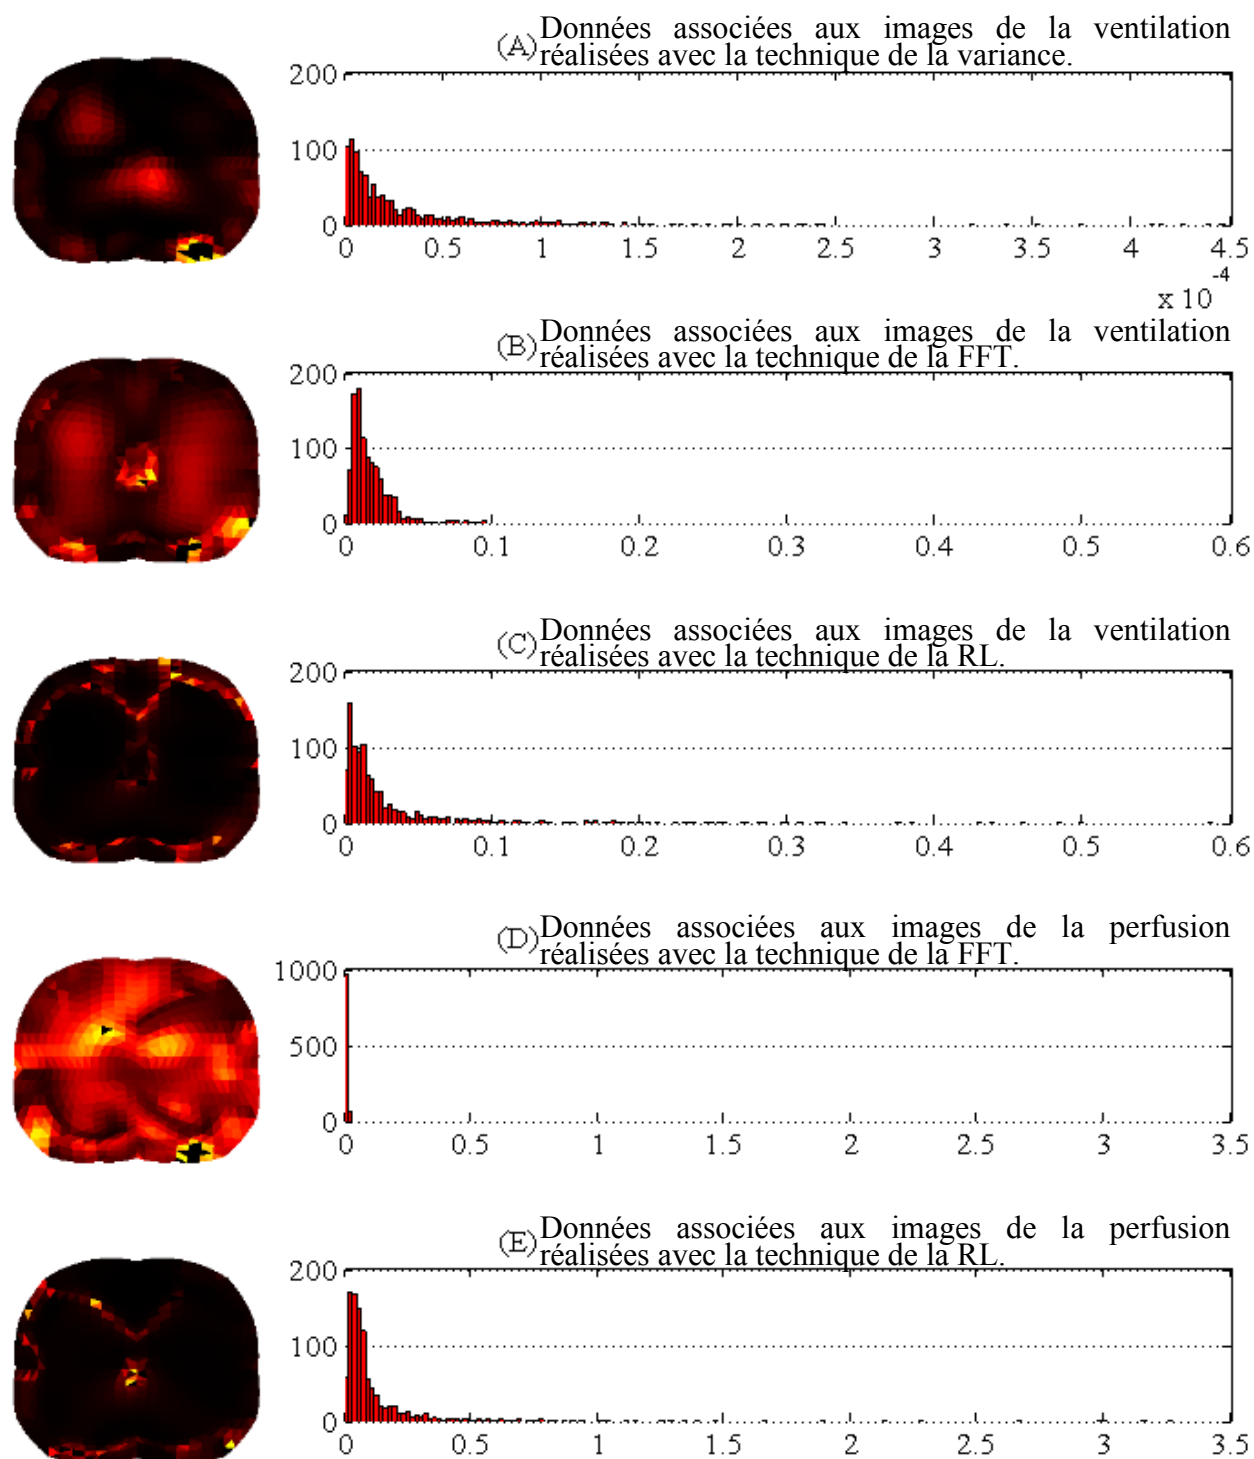 (A) Données associées aux images de la ventilation
réalisées avec la technique de la variance.
200
100
0
0 0.5 1 1.5 2 2.5 3 3.5 4 4.5
x 10 -4
(B) Données associées aux images de la ventilation
réalisées avec la technique de la FFT.
200
100
0
0 0.1 0.2 0.3 0.4 0.5 0.6
(C) Données associées aux images de la ventilation
réalisées avec la technique de la RL.
200
100
0
0 0.1 0.2 0.3 0.4 0.5 0.6
(D) Données associées aux images de la perfusion
réalisées avec la technique de la FFT.
1000
500
0
0 0.5 1 1.5 2 2.5 3 3.5
(E) Données associées aux images de la perfusion
réalisées avec la technique de la RL.
200
100
0
0 0.5 1 1.5 2 2.5 3 3.5